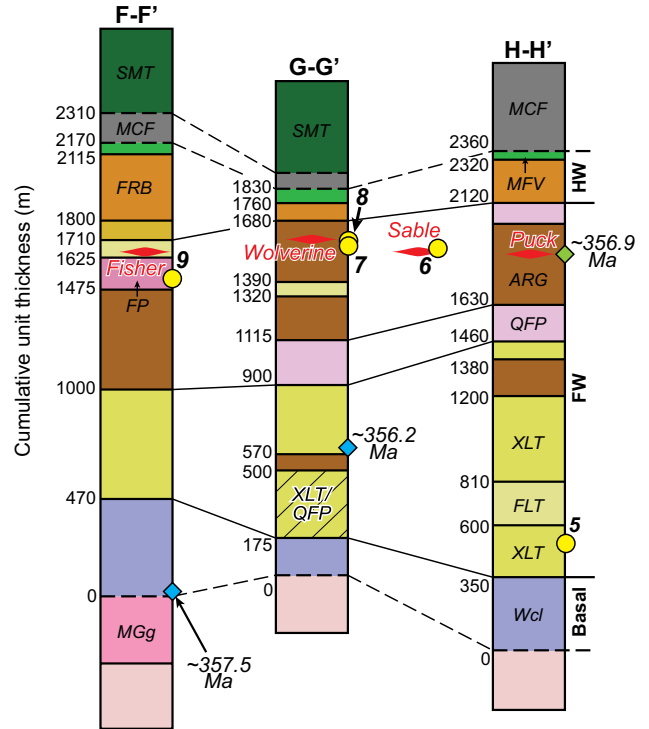 F-F’
G-G’
H-H’
Cumulative unit thickness (m)
SMT
2310
MCF
2170
2115
FRB
1800
1710
1625
Fisher
9
1475
FP
1000
470
0
MGg
~357.5
Ma
SMT
1830
1760
1680
8
Wolverine
7
1390
1320
1115
900
~356.2
Ma
570
500
XLT/
QFP
175
0
Sable
6
MCF
2360
2320
MFV
HW
2120
Puck
~356.9
Ma
ARG
1630
QFP
1460
1380
1200
FW
XLT
810
FLT
600
5
XLT
350
Wcl
Basal
0